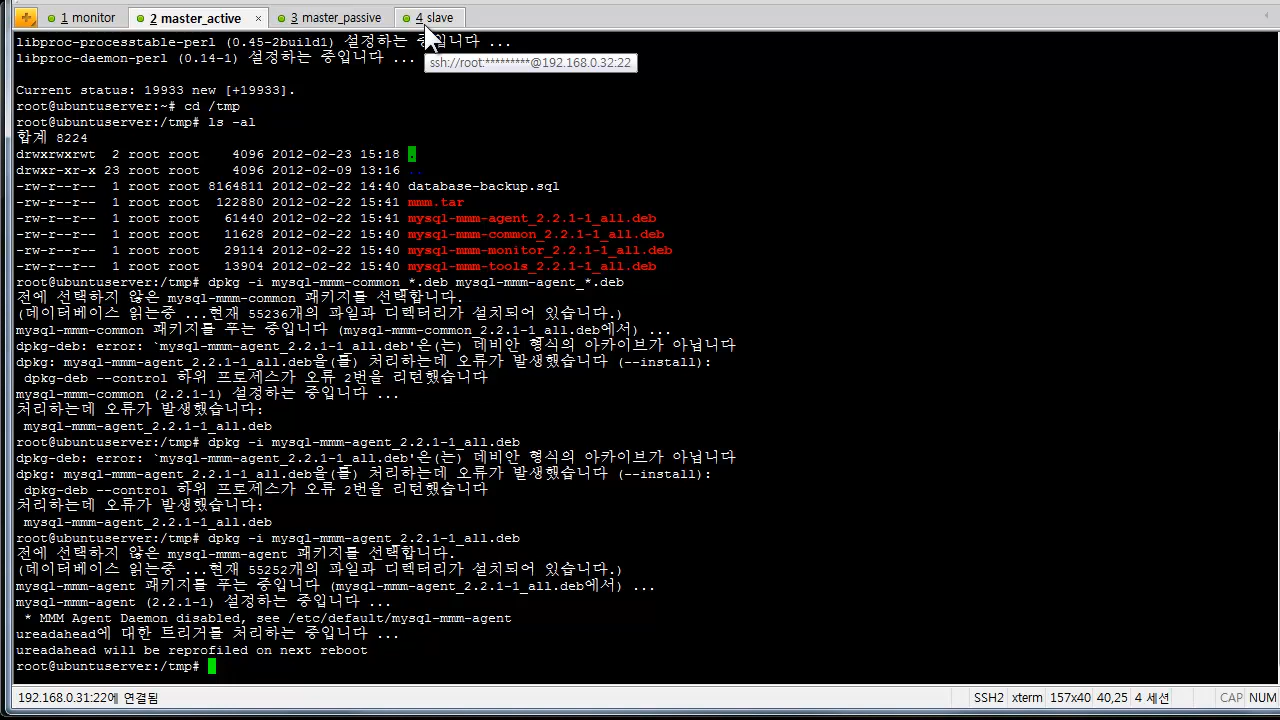 1 monitor 2 master_active × 3 master_passive 4 slave
libproc-processtable-perl (0.45-2build1) 설정하는 중입니다 ...
libproc-daemon-perl (0.14-1) 설정하는 중입니다 ...
ssh://root:*********@192.168.0.32:22
Current status: 19933 new [+19933].
root@ubuntuserver:~# cd /tmp
root@ubuntuserver:/tmp# ls -al
합계 8224
drwxrwxrwt  2 root root    4096 2012-02-23 15:18 .
drwxr-xr-x 23 root root    4096 2012-02-09 13:16 ..
-rw-r--r--  1 root root 8164811 2012-02-22 14:40 database-backup.sql
-rw-r--r--  1 root root  122880 2012-02-22 15:41 mmm.tar
-rw-r--r--  1 root root   61440 2012-02-22 15:41 mysql-mmm-agent_2.2.1-1_all.deb
-rw-r--r--  1 root root   11628 2012-02-22 15:40 mysql-mmm-common_2.2.1-1_all.deb
-rw-r--r--  1 root root   29114 2012-02-22 15:40 mysql-mmm-monitor_2.2.1-1_all.deb
-rw-r--r--  1 root root   13904 2012-02-22 15:40 mysql-mmm-tools_2.2.1-1_all.deb
root@ubuntuserver:/tmp# dpkg -i mysql-mmm-common_*.deb mysql-mmm-agent_*.deb
전에 선택하지 않은 mysql-mmm-common 패키지를 선택합니다.
(데이터베이스 읽는중 ...현재 55236개의 파일과 디렉터리가 설치되어 있습니다.)
mysql-mmm-common 패키지를 푸는 중입니다 (mysql-mmm-common_2.2.1-1_all.deb에서) ...
dpkg-deb: error: `mysql-mmm-agent_2.2.1-1_all.deb'은(는) 데비안 형식의 아카이브가 아닙니다
dpkg: mysql-mmm-agent_2.2.1-1_all.deb을(를) 처리하는데 오류가 발생했습니다 (--install):
 dpkg-deb --control 하위 프로세스가 오류 2번을 리턴했습니다
mysql-mmm-common (2.2.1-1) 설정하는 중입니다 ...
처리하는데 오류가 발생했습니다:
 mysql-mmm-agent_2.2.1-1_all.deb
root@ubuntuserver:/tmp# dpkg -i mysql-mmm-agent_2.2.1-1_all.deb
dpkg-deb: error: `mysql-mmm-agent_2.2.1-1_all.deb'은(는) 데비안 형식의 아카이브가 아닙니다
dpkg: mysql-mmm-agent_2.2.1-1_all.deb을(를) 처리하는데 오류가 발생했습니다 (--install):
 dpkg-deb --control 하위 프로세스가 오류 2번을 리턴했습니다
처리하는데 오류가 발생했습니다:
 mysql-mmm-agent_2.2.1-1_all.deb
root@ubuntuserver:/tmp# dpkg -i mysql-mmm-agent_2.2.1-1_all.deb
전에 선택하지 않은 mysql-mmm-agent 패키지를 선택합니다.
(데이터베이스 읽는중 ...현재 55252개의 파일과 디렉터리가 설치되어 있습니다.)
mysql-mmm-agent 패키지를 푸는 중입니다 (mysql-mmm-agent_2.2.1-1_all.deb에서) ...
mysql-mmm-agent (2.2.1-1) 설정하는 중입니다 ...
 * MMM Agent Daemon disabled, see /etc/default/mysql-mmm-agent
ureadahead에 대한 트리거를 처리하는 중입니다 ...
ureadahead will be reprofiled on next reboot
root@ubuntuserver:/tmp#
192.168.0.31:22에 연결됨 SSH2 xterm 157x40 40,25 4 세션 CAP NUM